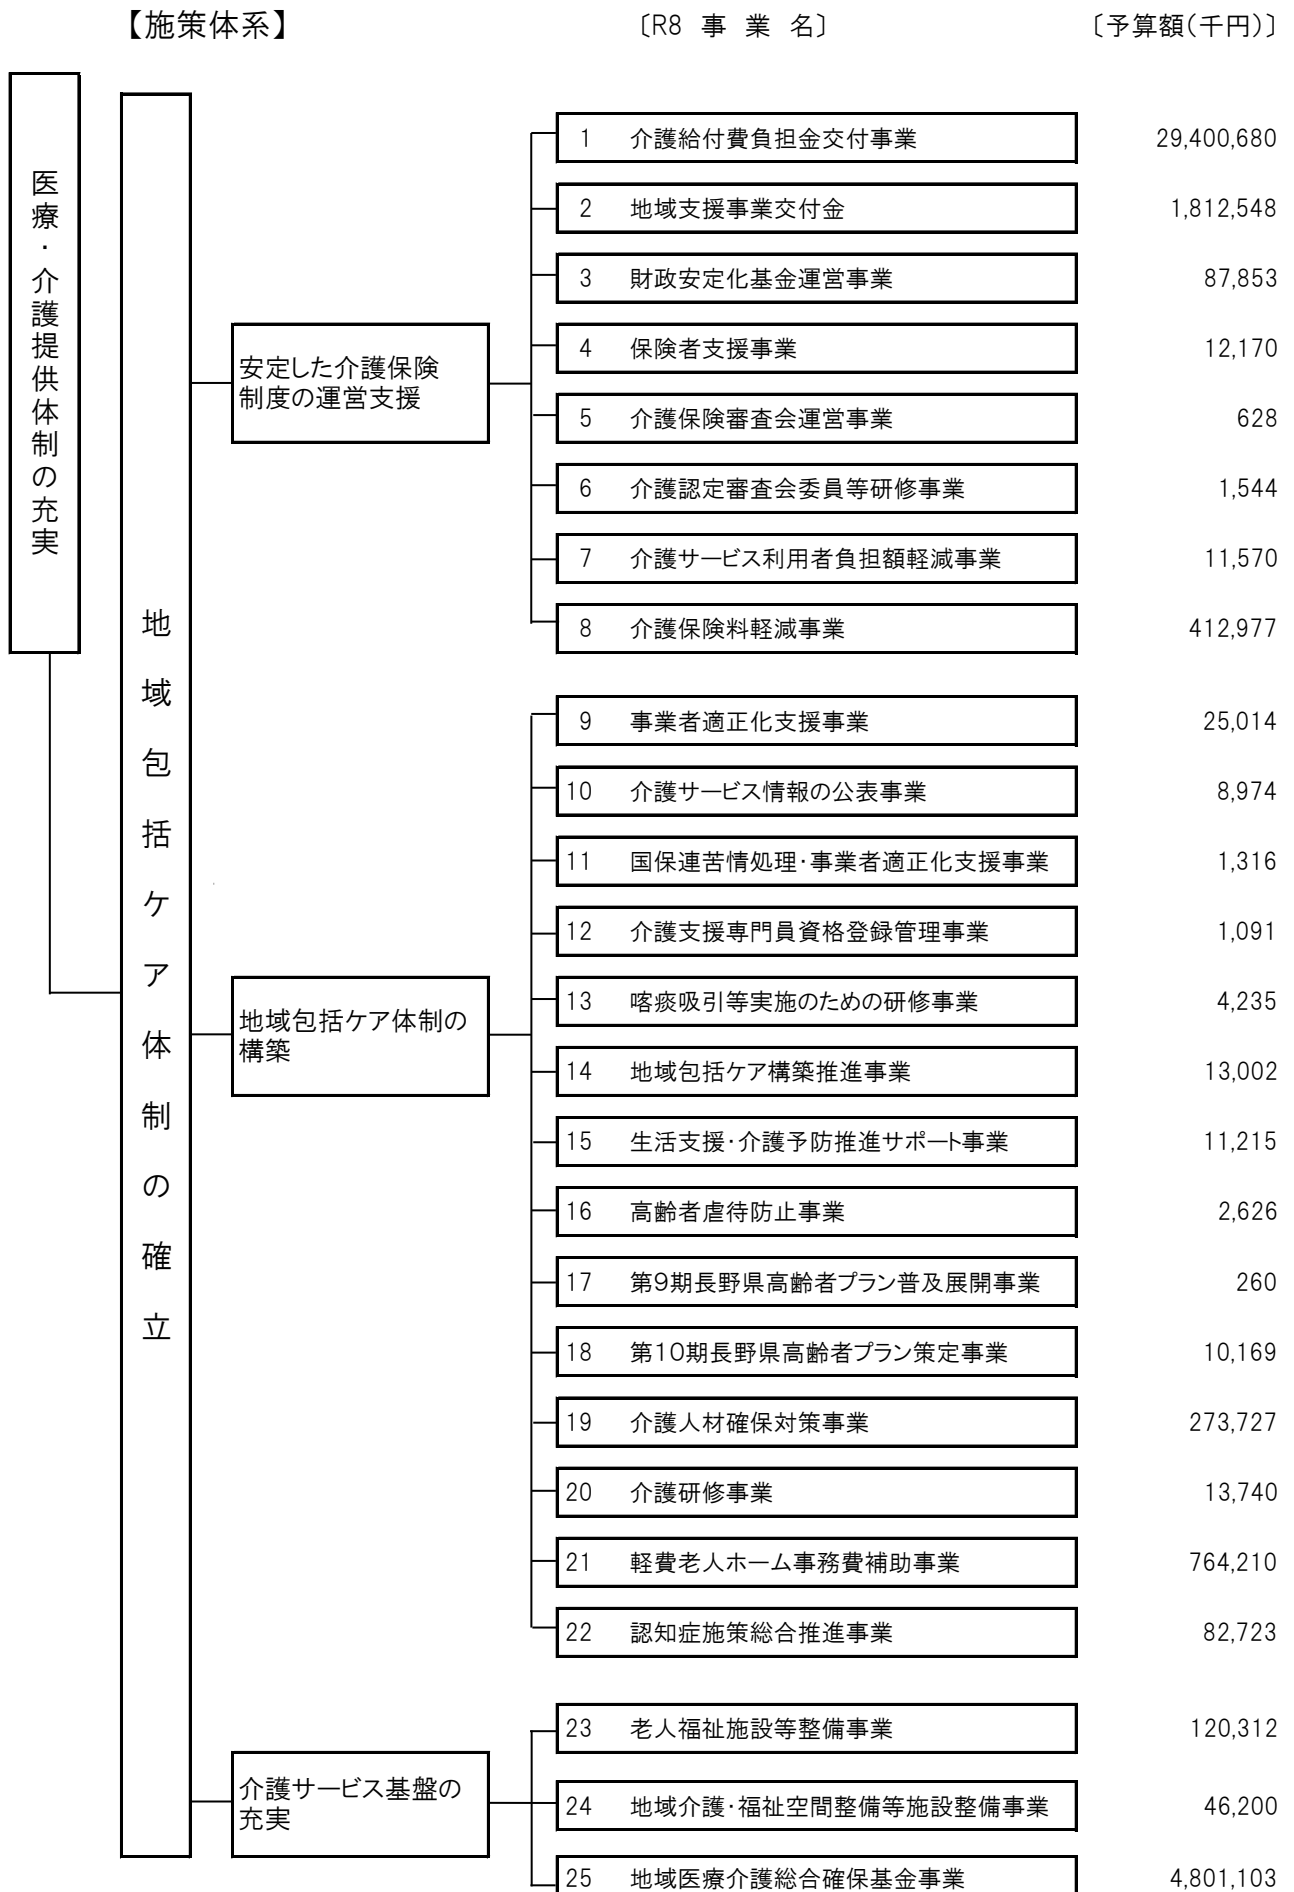 【施策体系】 〔R8 事 業 名〕 〔予算額(千円)〕
医療・介護提供体制の充実
地域包括ケア体制の確立
安定した介護保険
制度の運営支援
1 介護給付費負担金交付事業 29,400,680
2 地域支援事業交付金 1,812,548
3 財政安定化基金運営事業 87,853
4 保険者支援事業 12,170
5 介護保険審査会運営事業 628
6 介護認定審査会委員等研修事業 1,544
7 介護サービス利用者負担額軽減事業 11,570
8 介護保険料軽減事業 412,977
地域包括ケア体制の
構築
9 事業者適正化支援事業 25,014
10 介護サービス情報の公表事業 8,974
11 国保連苦情処理・事業者適正化支援事業 1,316
12 介護支援専門員資格登録管理事業 1,091
13 喀痰吸引等実施のための研修事業 4,235
14 地域包括ケア構築推進事業 13,002
15 生活支援・介護予防推進サポート事業 11,215
16 高齢者虐待防止事業 2,626
17 第9期長野県高齢者プラン普及展開事業 260
18 第10期長野県高齢者プラン策定事業 10,169
19 介護人材確保対策事業 273,727
20 介護研修事業 13,740
21 軽費老人ホーム事務費補助事業 764,210
22 認知症施策総合推進事業 82,723
介護サービス基盤の
充実
23 老人福祉施設等整備事業 120,312
24 地域介護・福祉空間整備等施設整備事業 46,200
25 地域医療介護総合確保基金事業 4,801,103